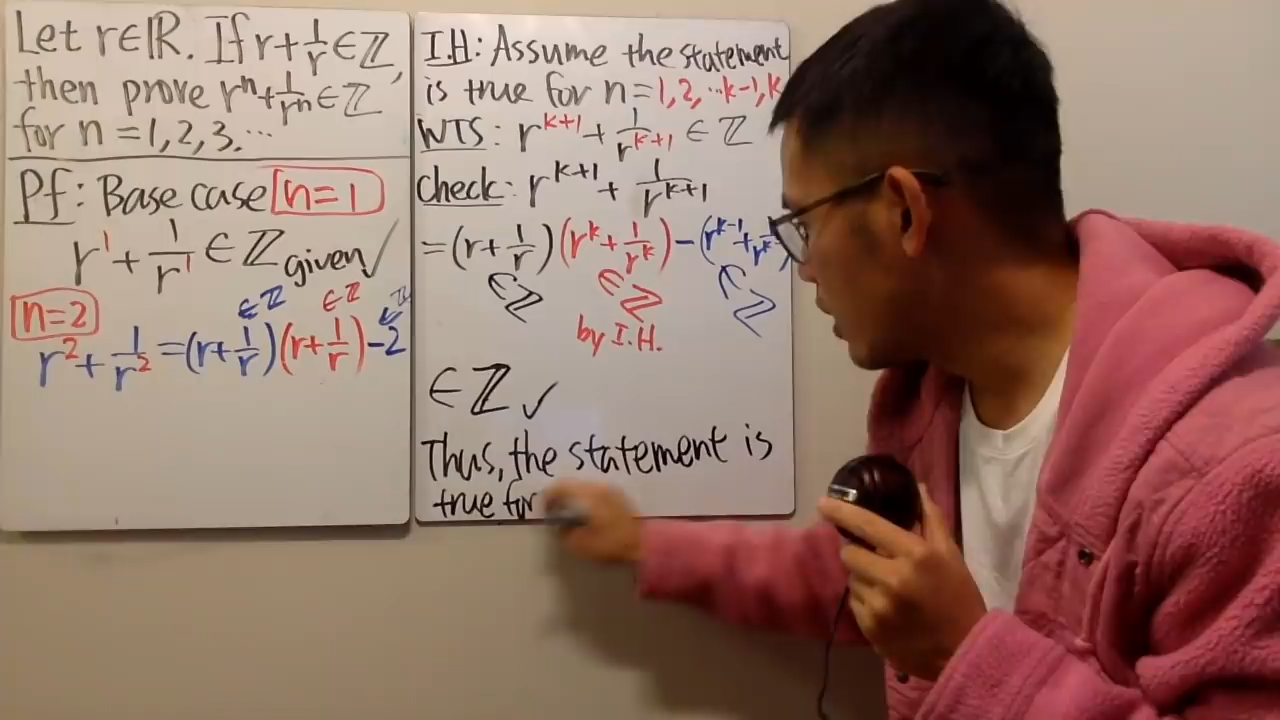 Let r∈ℝ. If r+1/r∈ℤ,
then prove rⁿ+1/rⁿ∈ℤ
for n=1,2,3...
Pf: Base case n=1
r¹+1/r¹∈ℤ given✓
n=2 ∈ℤ ∈ℤ ∈ℤ
r²+1/r²=(r+1/r)(r+1/r)-2
I.H: Assume the statement
is true for n=1,2,...k-1,k
WTS: r^(k+1)+1/r^(k+1)∈ℤ
Check: r^(k+1)+1/r^(k+1)
=(r+1/r)(r^k+1/r^k)-(r^(k-1)+
∈ℤ ∈ℤ ∈ℤ
by I.H.
∈ℤ✓
Thus, the statement is
true for